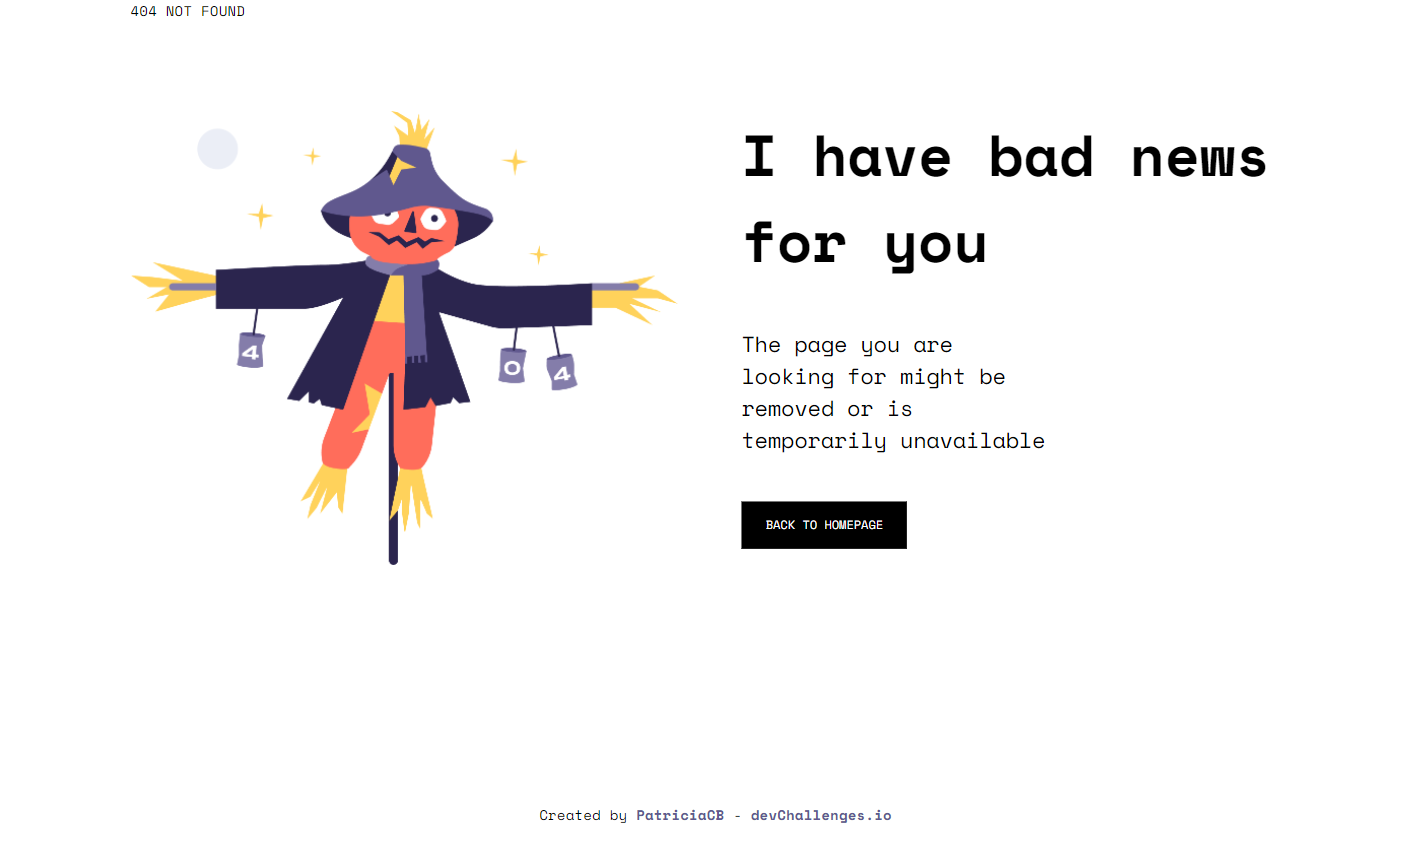 404 NOT FOUND
I have bad news
for you
4
0
4
The page you are
looking for might be
removed or is
temporarily unavailable
BACK TO HOMEPAGE
Created by PatriciaCB - devChallenges.io